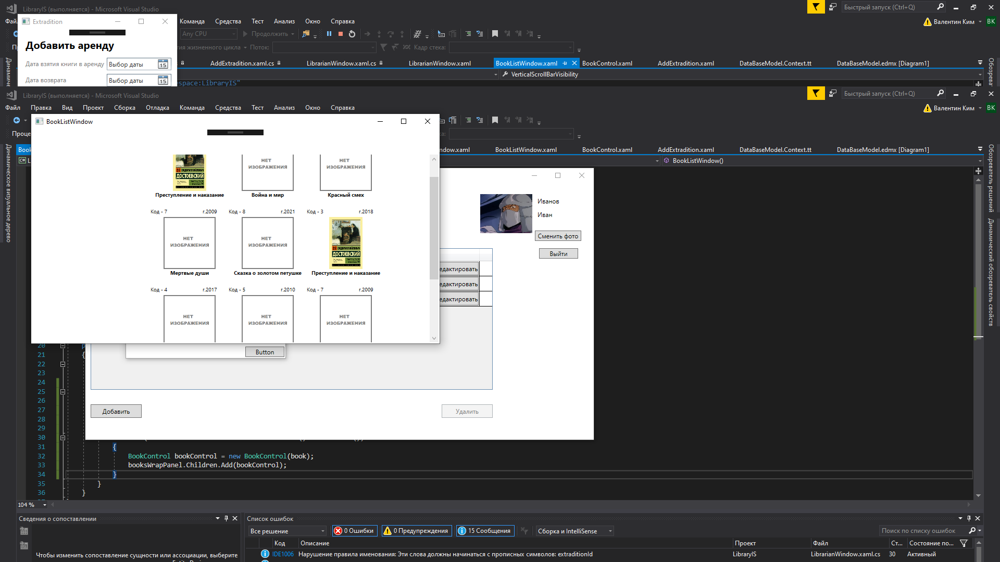 LibraryIS (выполняется) - Microsoft Visual Studio
Быстрый запуск (Ctrl+Q)
Extradition
Команда Средства Тест Анализ Окно Справка
Валентин Ким
ВК
Any CPU
Продолжить
Добавить аренду
жизненного цикла
Поток:
Кадр стека:
Дата взятия книги в аренду
Выбор даты
15
AddExtradition.xaml.cs
LibrarianWindow.xaml.cs
LibrarianWindow.xaml
BookListWindow.xaml
BookControl.xaml
AddExtradition.xaml
DataBaseModel.Context.tt
DataBaseModel.edmx [Diagram1]
VerticalScrollBarVisibility
Дата возврата
Выбор даты
15
espace:LibraryIS"
LibraryIS (выполняется) - Microsoft Visual Studio
Быстрый запуск (Ctrl+Q)
Файл Правка Вид Проект Сборка Отладка Команда Средства Тест Анализ Окно Справка
Валентин Ким
ВК
BookListWindow
Проце
Book
ndow.xaml
BookListWindow.xaml
BookControl.xaml
AddExtradition.xaml
DataBaseModel.Context.tt
DataBaseModel.edmx [Diagram1]
C# L
BookListWindow()
Динамическое визуальное дерево
Обозреватель решений
Динамический обозреватель свойств
ФЕДОР МИХАЙЛОВИЧ
ДОСТОЕВСКИЙ
НЕТ
ИЗОБРАЖЕНИЯ
НЕТ
ИЗОБРАЖЕНИЯ
Преступление и наказание
Война и мир
Красный смех
Код - 7 г.2009
Код - 8 г.2021
Код - 3 г.2018
НЕТ
ИЗОБРАЖЕНИЯ
НЕТ
ИЗОБРАЖЕНИЯ
ФЕДОР МИХАЙЛОВИЧ
ДОСТОЕВСКИЙ
Мертвые души
Сказка о золотом петушке
Преступление и наказание
Код - 4 г.2017
Код - 5 г.2010
Код - 7 г.2009
НЕТ
ИЗОБРАЖЕНИЯ
НЕТ
ИЗОБРАЖЕНИЯ
НЕТ
ИЗОБРАЖЕНИЯ
Иванов
Иван
Сменить фото
Выйти
едактировать
едактировать
едактировать
Button
Добавить
Удалить
20
21 {
22
23
24
25
26
27
28
29
30
31 {
32 BookControl bookControl = new BookControl(book);
33 booksWrapPanel.Children.Add(bookControl);
34 }
35 }
36 }
104 %
Сведения о сопоставлении
Чтобы изменить сопоставление сущности или ассоциации, выберите
Список ошибок
Все решение
0 Ошибки
0 Предупреждения
15 Сообщения
Сборка и IntelliSense
Поиск по списку ошибок
Код Описание Проект Файл Ст... Состояние по...
IDE1006 Нарушение правила именования: Эти слова должны начинаться с прописных символов: extraditionId LibraryIS LibrarianWindow.xaml.cs 30 Активный